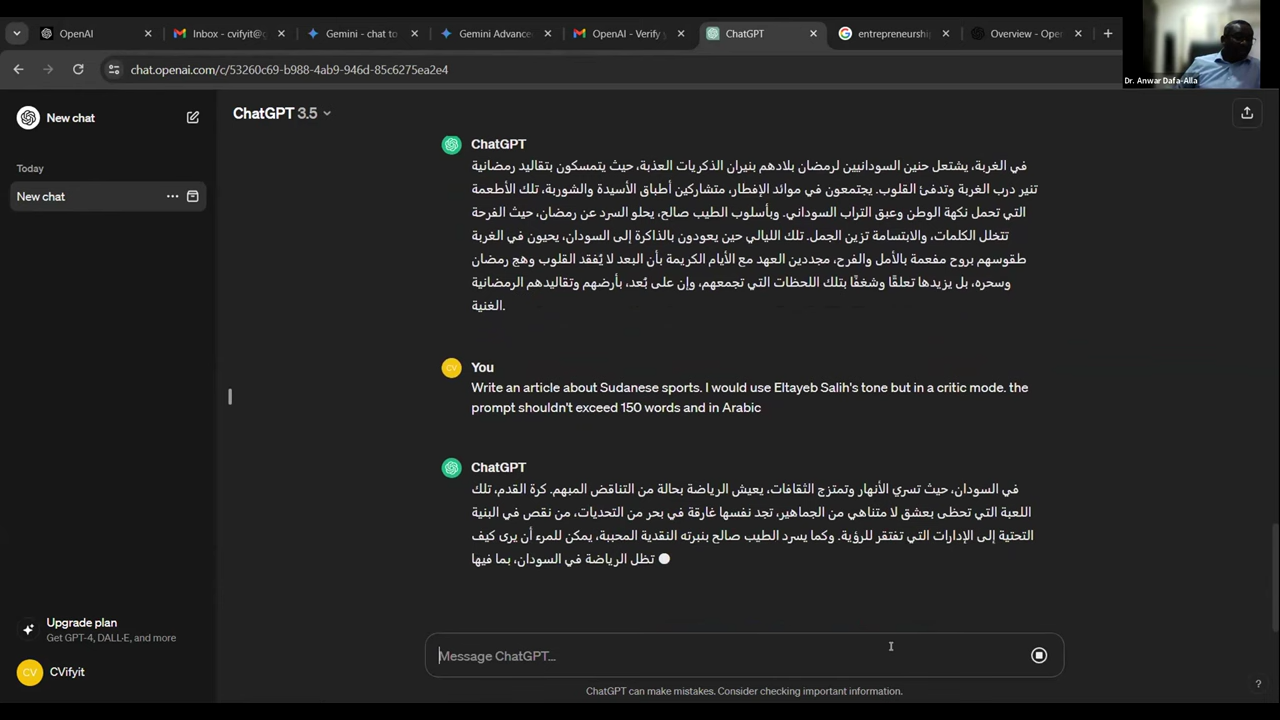 OpenAI
Inbox - cvifyit@g
Gemini - chat to
Gemini Advance
OpenAI - Verify y
ChatGPT
entrepreneurshi
Overview - Open
chat.openai.com/c/53260c69-b988-4ab9-946d-85c6275ea2e4
Dr. Anwar Dafa-Alla
New chat
ChatGPT 3.5
Today
New chat
ChatGPT
في الغربة، يشتعل حنين السودانيين لرمضان بلادهم بنيران الذكريات العذبة، حيث يتمسكون بتقاليد رمضانية
تنير درب الغربة وتدفئ القلوب. يجتمعون في موائد الإفطار، متشاركين أطباق الأسيدة والشوربة، تلك الأطعمة
التي تحمل نكهة الوطن وعبق التراب السوداني. وبأسلوب الطيب صالح، يحلو السرد عن رمضان، حيث الفرحة
تتخلل الكلمات، والابتسامة تزين الجمل. تلك الليالي حين يعودون بالذاكرة إلى السودان، يحيون في الغربة
طقوسهم بروح مفعمة بالأمل والفرح، مجددين العهد مع الأيام الكريمة بأن البعد لا يُفقد القلوب وهج رمضان
وسحره، بل يزيدها تعلقًا وشغفًا بتلك اللحظات التي تجمعهم، وإن على بُعد، بأرضهم وتقاليدهم الرمضانية
الغنية.
CV
You
Write an article about Sudanese sports. I would use Eltayeb Salih's tone but in a critic mode. the
prompt shouldn't exceed 150 words and in Arabic
ChatGPT
في السودان، حيث تسري الأنهار وتمتزج الثقافات، يعيش الرياضة بحالة من التناقض المبهم. كرة القدم، تلك
اللعبة التي تحظى بعشق لا متناهي من الجماهير، تجد نفسها غارقة في بحر من التحديات، من نقص في البنية
التحتية إلى الإدارات التي تفتقر للرؤية. وكما يسرد الطيب صالح بنبرته النقدية المحببة، يمكن للمرء أن يرى كيف
تظل الرياضة في السودان، بما فيها
Upgrade plan
Get GPT-4, DALL·E, and more
CV
CVifyit
Message ChatGPT...
ChatGPT can make mistakes. Consider checking important information.
?